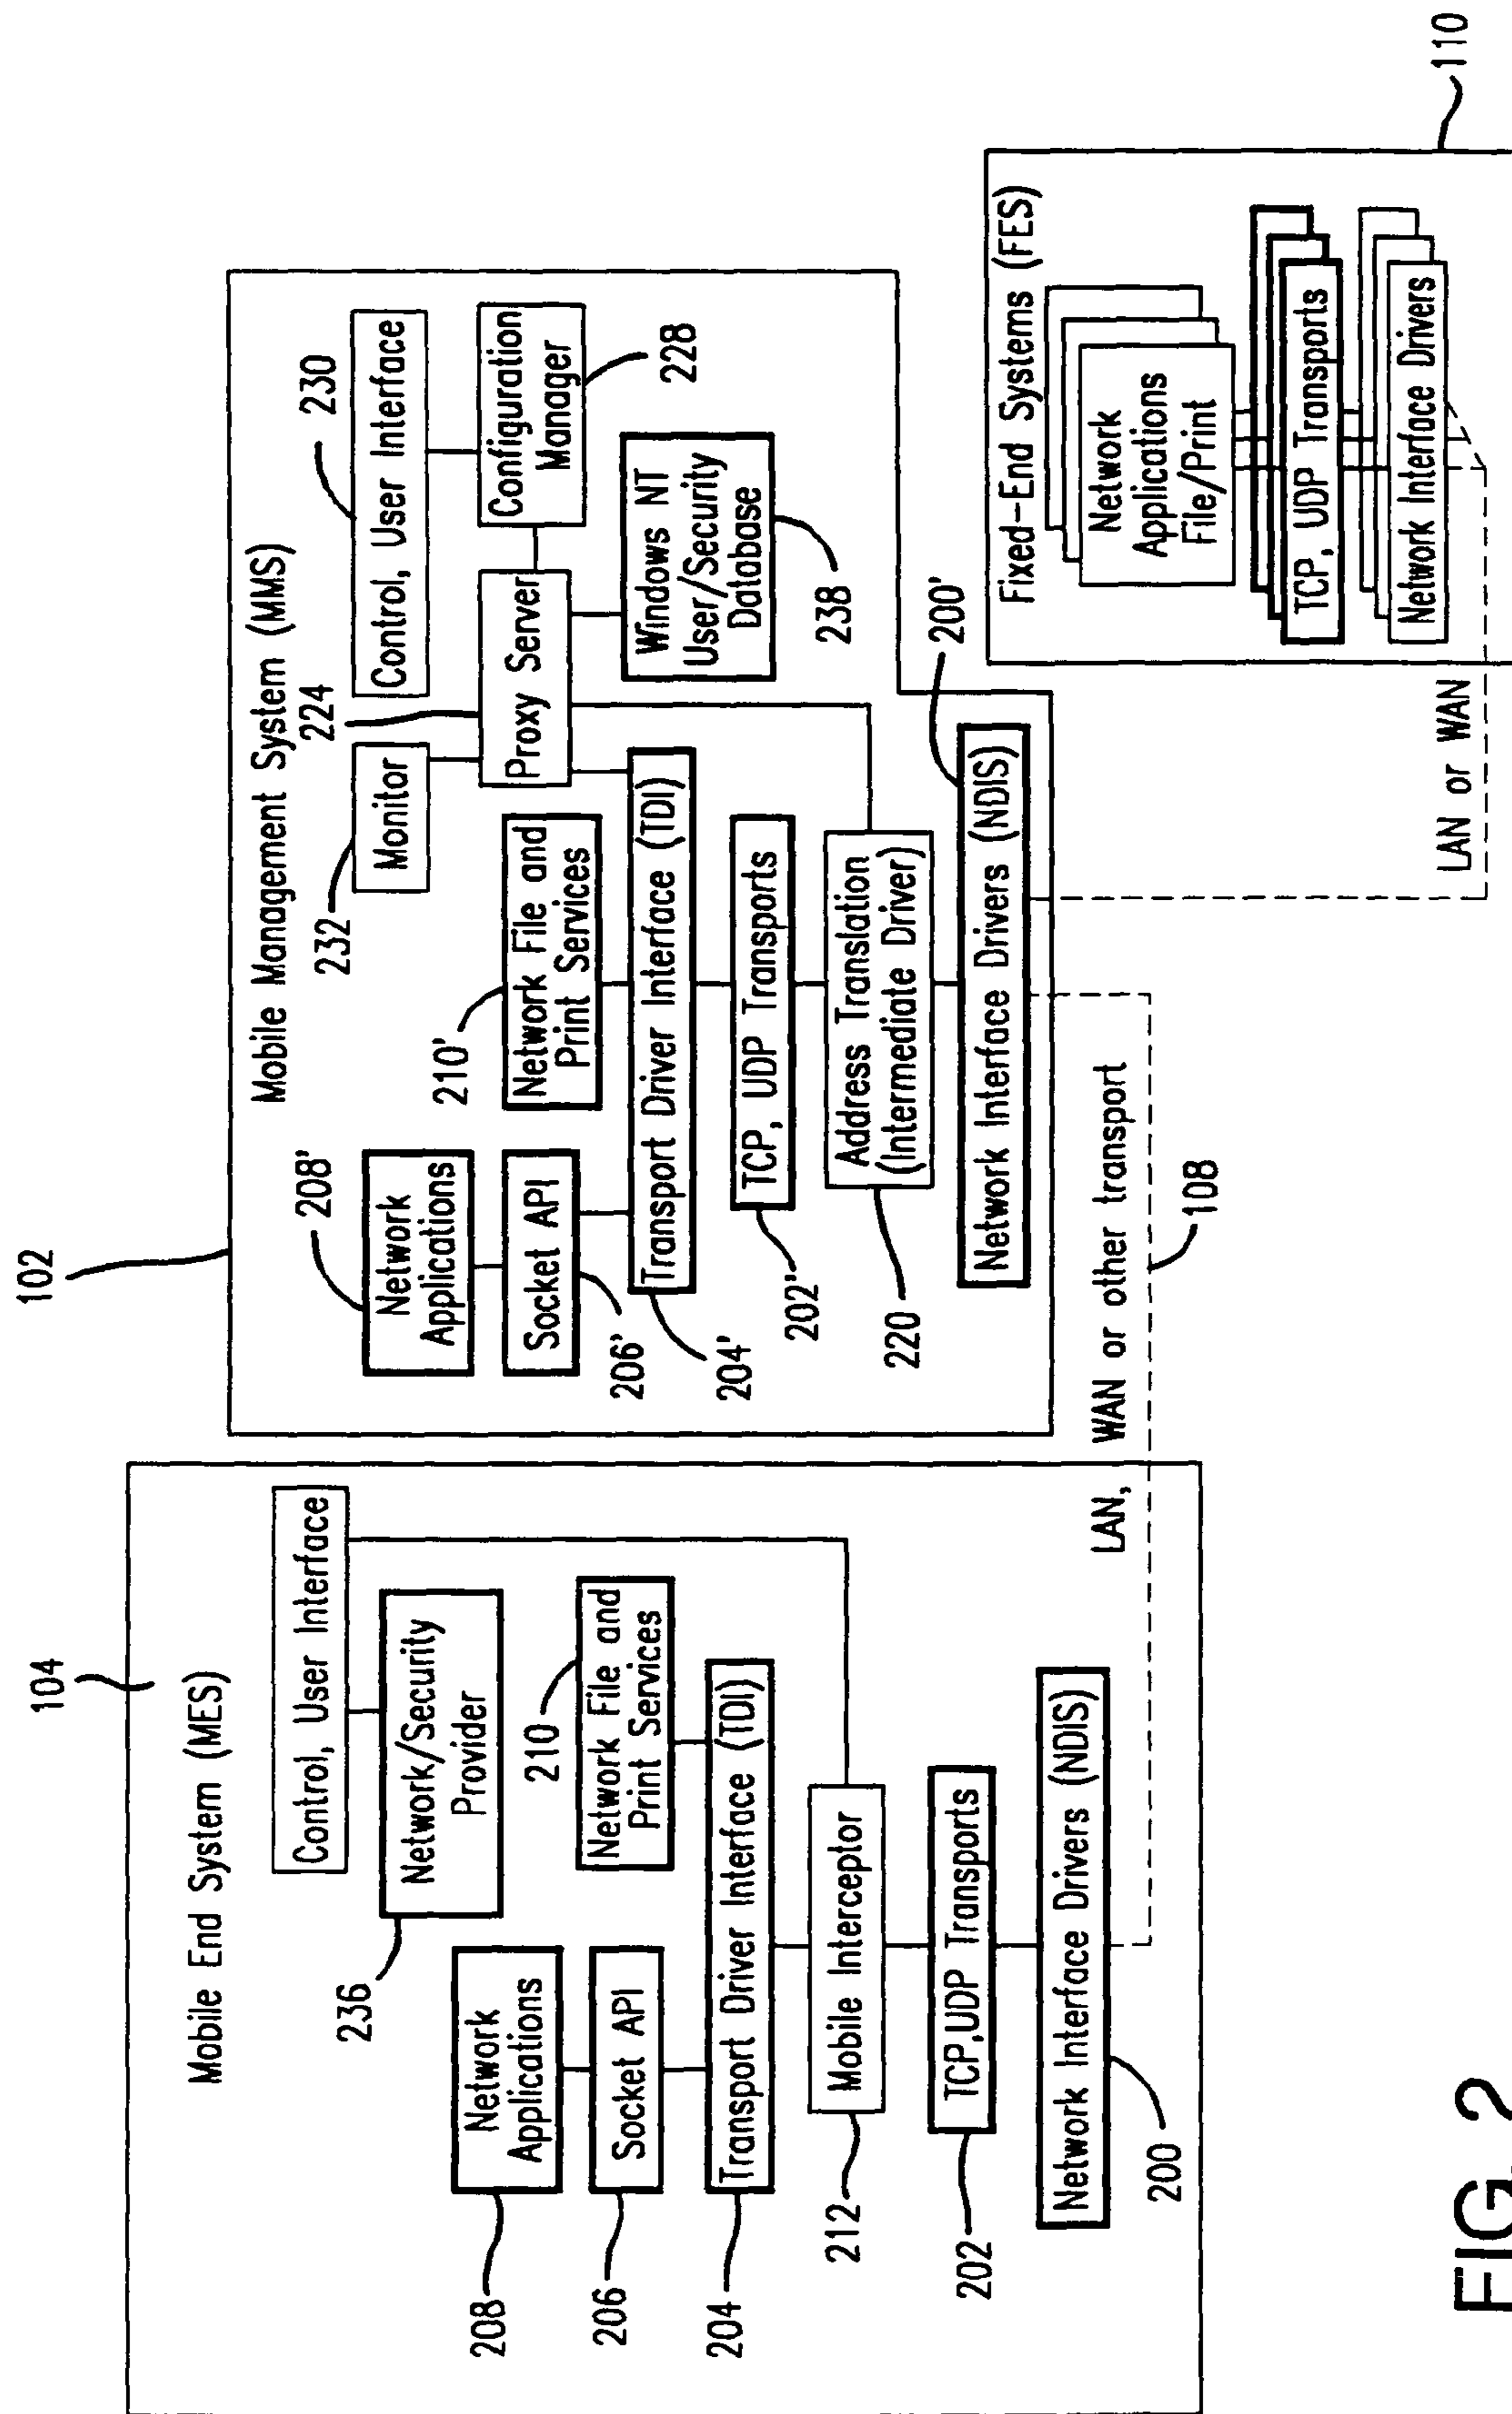 104
Mobile End System (MES)
Control, User Interface
Network/Security
Provider
236
Network
Applications
208
Socket API
206
210
Network File and
Print Services
Transport Driver Interface (TDI)
204
Mobile Interceptor
212
TCP,UDP Transports
202
Network Interface Drivers (NDIS)
200
102
Mobile Management System (MMS)
232
Monitor
224
230
Control, User Interface
Proxy Server
Configuration
Manager
228
Windows NT
User/Security
Database
238
208'
Network
Applications
Socket API
206'
210'
Network File and
Print Services
Transport Driver Interface (TDI)
204'
TCP, UDP Transports
202'
Address Translation
(Intermediate Driver)
220
200'
Network Interface Drivers (NDIS)
LAN, WAN or other transport
108
LAN or WAN
Fixed-End Systems (FES)
Network
Applications
File/Print
TCP, UDP Transports
Network Interface Drivers
110
FIG. 2